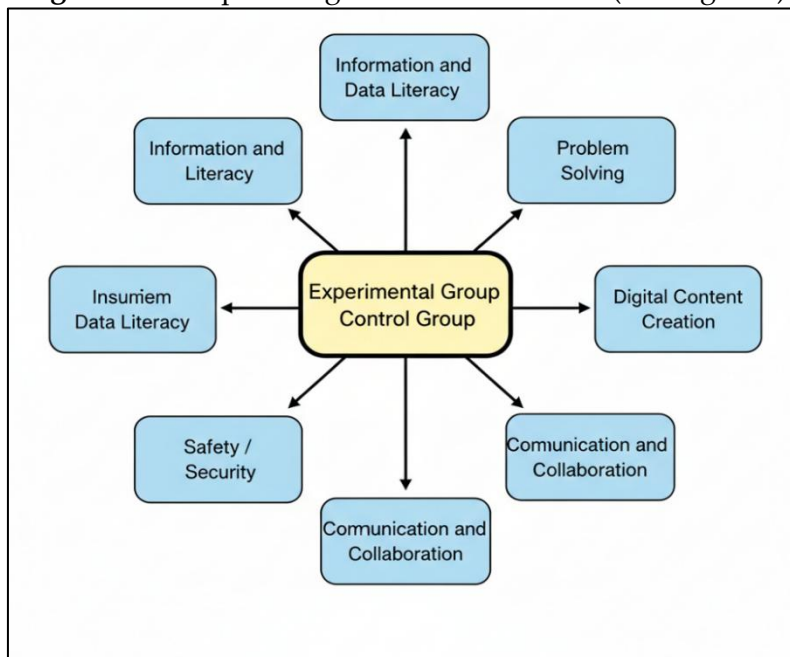 Information and
Data Literacy
Information and
Literacy
Problem
Solving
Insumiem
Data Literacy
Experimental Group
Control Group
Digital Content
Creation
Safety /
Security
Comunication and
Collaboration
Communication and
Collaboration